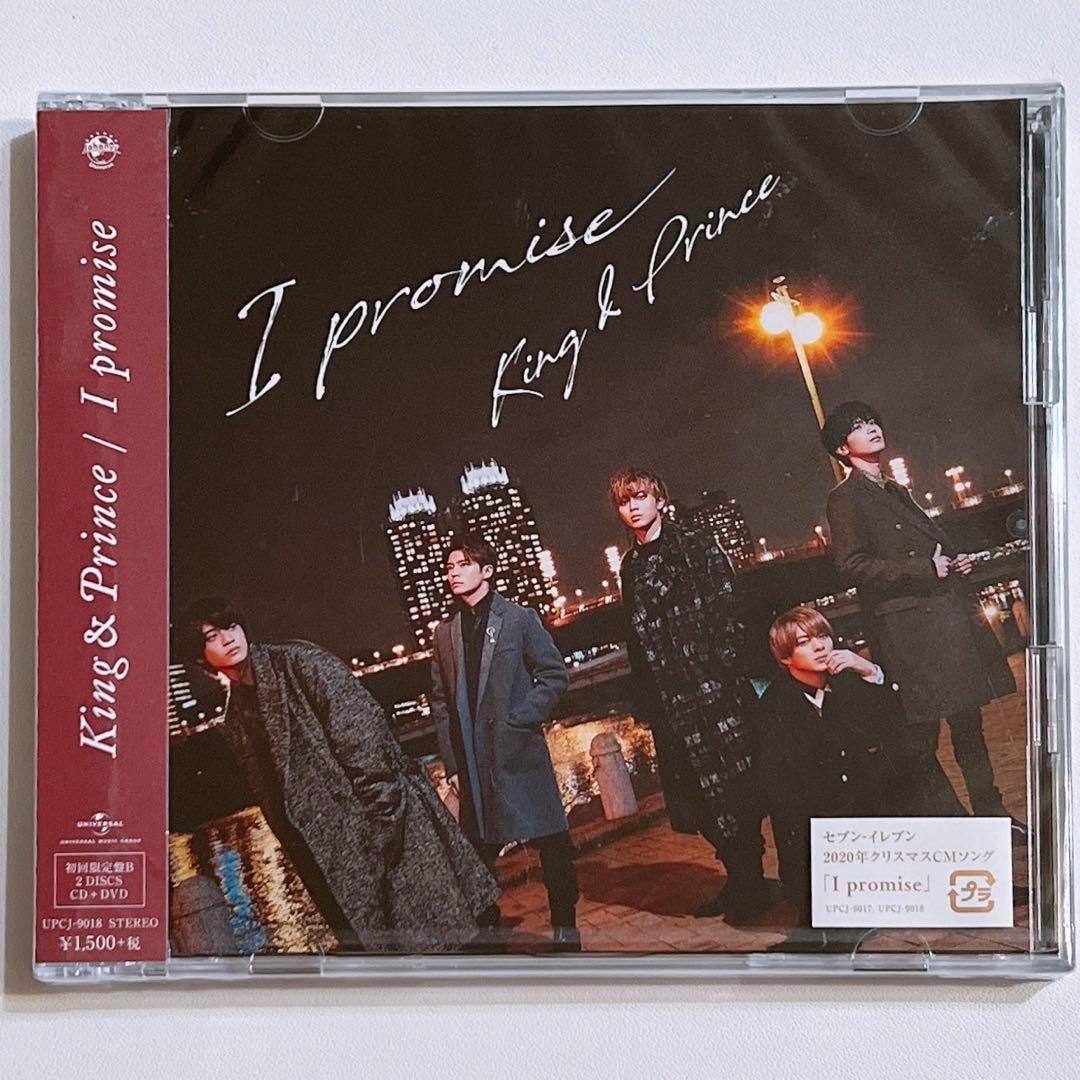 I promise
King & Prince
King & Prince / I promise
UNIVERSAL
UNIVERSAL MUSIC GROUP
初回限定盤B
2 DISCS
CD+DVD
UPCJ-9018 STEREO
¥1,500+税
セブン‐イレブン
2020年クリスマスCMソング
「I promise」
UPCJ-9017, UPCJ-9018
プラ